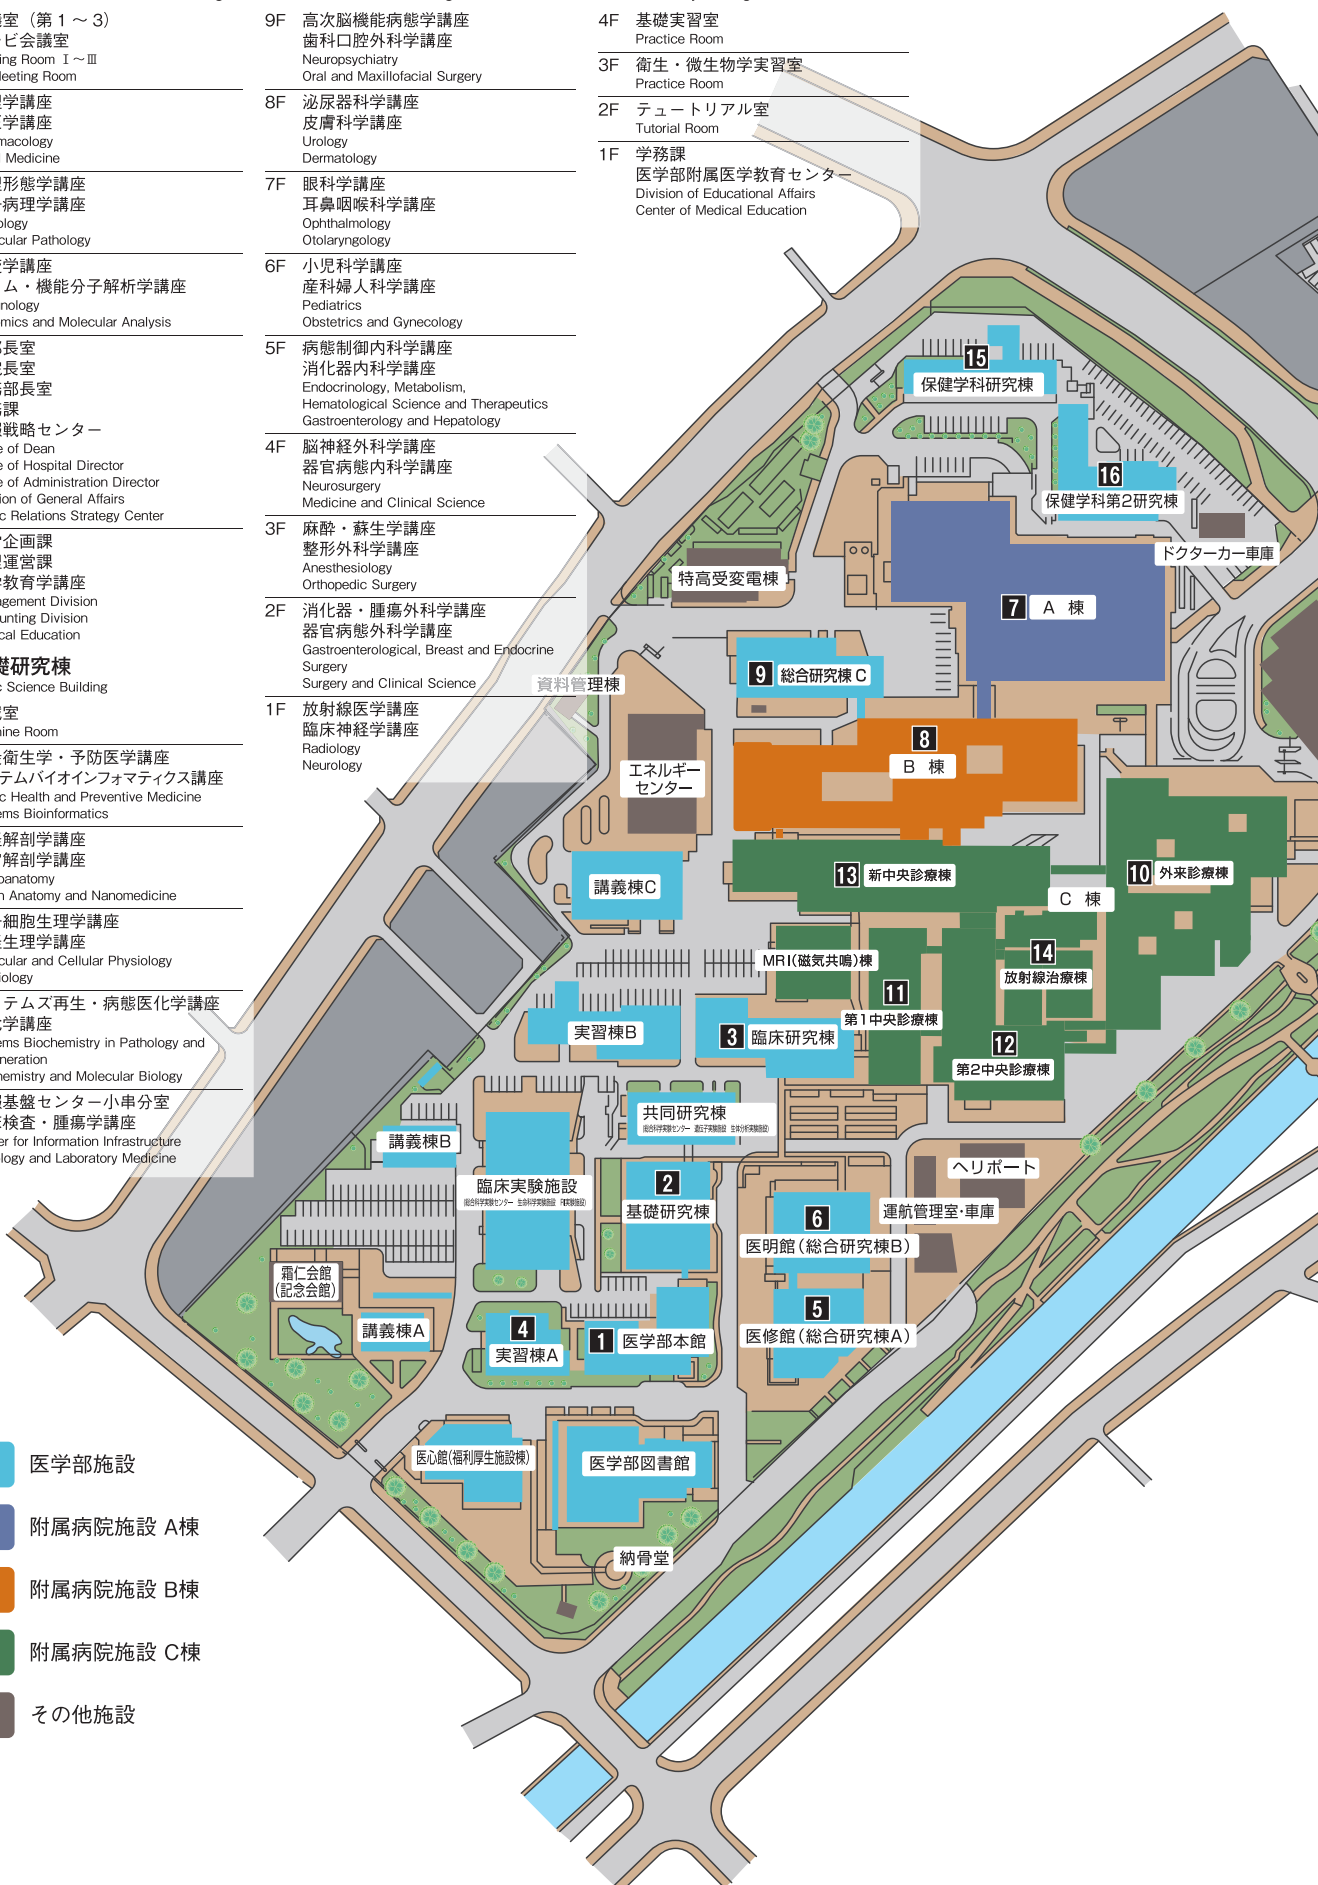 室（第 1 ～ 3）
ビ会議室
ing Room Ⅰ～Ⅲ
Meeting Room
学講座
学講座
macology
l Medicine
形態学講座
病理学講座
ology
cular Pathology
学講座
ム・機能分子解析学講座
nology
mics and Molecular Analysis
長室
長室
部長室
課
戦略センター
e of Dean
e of Hospital Director
e of Administration Director
ion of General Affairs
c Relations Strategy Center
企画課
運営課
教育学講座
agement Division
unting Division
cal Education
礎研究棟
c Science Building
室
ine Room
衛生学・予防医学講座
テムバイオインフォマティクス講座
c Health and Preventive Medicine
ems Bioinformatics
解剖学講座
解剖学講座
oanatomy
n Anatomy and Nanomedicine
細胞生理学講座
生理学講座
cular and Cellular Physiology
iology
テムズ再生・病態医化学講座
学講座
ems Biochemistry in Pathology and
neration
hemistry and Molecular Biology
基盤センター小串分室
検査・腫瘍学講座
er for Information Infrastructure
ology and Laboratory Medicine
9F 高次脳機能病態学講座
歯科口腔外科学講座
Neuropsychiatry
Oral and Maxillofacial Surgery
8F 泌尿器科学講座
皮膚科学講座
Urology
Dermatology
7F 眼科学講座
耳鼻咽喉科学講座
Ophthalmology
Otolaryngology
6F 小児科学講座
産科婦人科学講座
Pediatrics
Obstetrics and Gynecology
5F 病態制御内科学講座
消化器内科学講座
Endocrinology, Metabolism,
Hematological Science and Therapeutics
Gastroenterology and Hepatology
4F 脳神経外科学講座
器官病態内科学講座
Neurosurgery
Medicine and Clinical Science
3F 麻酔・蘇生学講座
整形外科学講座
Anesthesiology
Orthopedic Surgery
2F 消化器・腫瘍外科学講座
器官病態外科学講座
Gastroenterological, Breast and Endocrine
Surgery
Surgery and Clinical Science
1F 放射線医学講座
臨床神経学講座
Radiology
Neurology
4F 基礎実習室
Practice Room
3F 衛生・微生物学実習室
Practice Room
2F テュートリアル室
Tutorial Room
1F 学務課
医学部附属医学教育センター
Division of Educational Affairs
Center of Medical Education
15
保健学科研究棟
16
保健学科第2研究棟
ドクターカー車庫
特高受変電棟
7 A 棟
9 総合研究棟 C
資料管理棟
8
B 棟
エネルギー
センター
講義棟C
13 新中央診療棟
10 外来診療棟
C 棟
14
放射線治療棟
MRI(磁気共鳴)棟
11
第1中央診療棟
12
第2中央診療棟
実習棟B
3 臨床研究棟
共同研究棟
講義棟B
臨床実験施設
2
基礎研究棟
ヘリポート
運航管理室・車庫
6
医明館（総合研究棟B）
霜仁会館
（記念会館）
講義棟A
4
実習棟A
1 医学部本館
5
医修館（総合研究棟A）
医心館（福利厚生施設棟）
医学部図書館
納骨堂
医学部施設
附属病院施設 A棟
附属病院施設 B棟
附属病院施設 C棟
その他施設